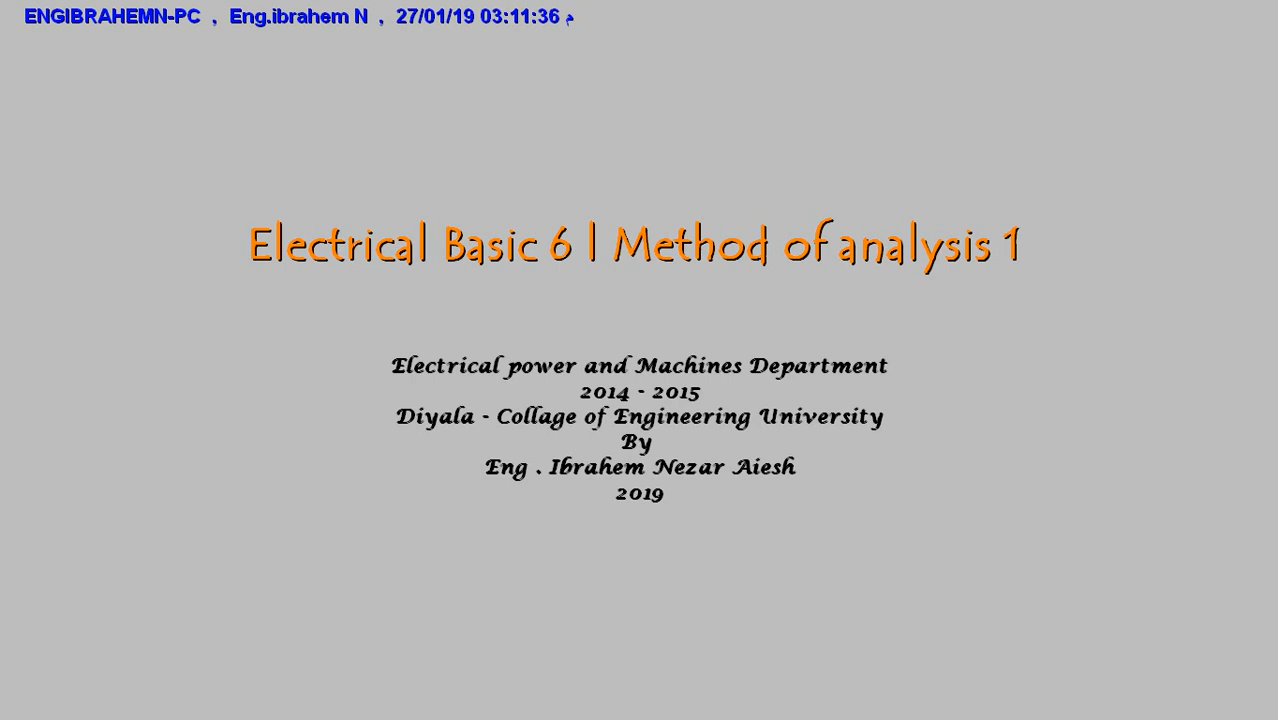 ENGIBRAHEMN-PC , Eng.ibrahem N , 27/01/19 03:11:36 م
Electrical Basic 6 | Method of analysis 1
Electrical power and Machines Department
2014 - 2015
Diyala - Collage of Engineering University
By
Eng . Ibrahem Nezar Aiesh
2019